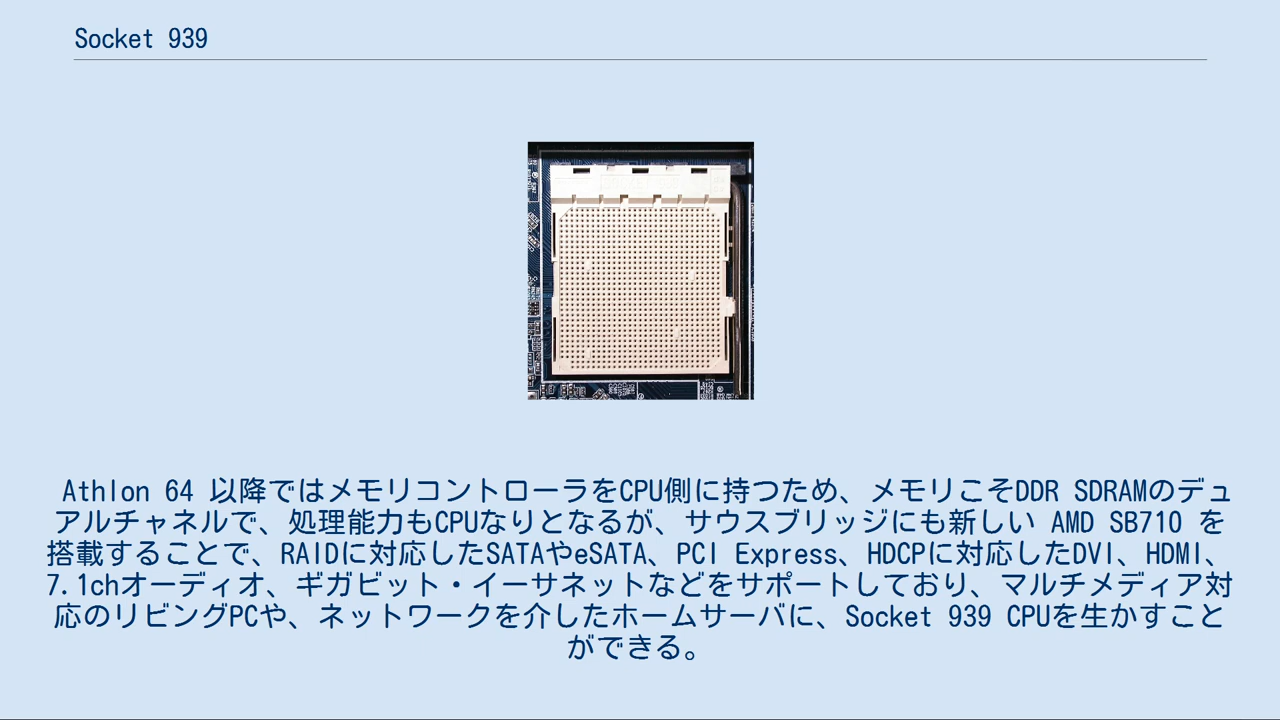 Socket 939
Athlon 64 以降ではメモリコントローラをCPU側に持つため、メモリこそDDR SDRAMのデュ
アルチャネルで、処理能力もCPUなりとなるが、サウスブリッジにも新しい AMD SB710 を
搭載することで、RAIDに対応したSATAやeSATA、PCI Express、HDCPに対応したDVI、HDMI、
7.1chオーディオ、ギガビット・イーサネットなどをサポートしており、マルチメディア対
応のリビングPCや、ネットワークを介したホームサーバに、Socket 939 CPUを生かすこと
ができる。